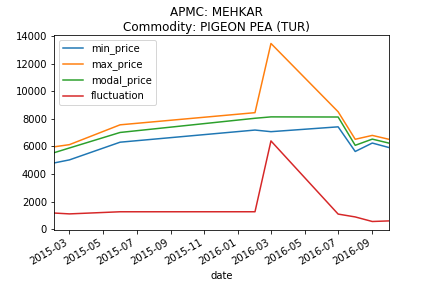 APMC: MEHKAR
Commodity: PIGEON PEA (TUR)
14000
12000
10000
8000
6000
4000
2000
0
min_price
max_price
modal_price
fluctuation
2015-03
2015-05
2015-07
2015-09
2015-11
2016-01
2016-03
2016-05
2016-07
2016-09
date